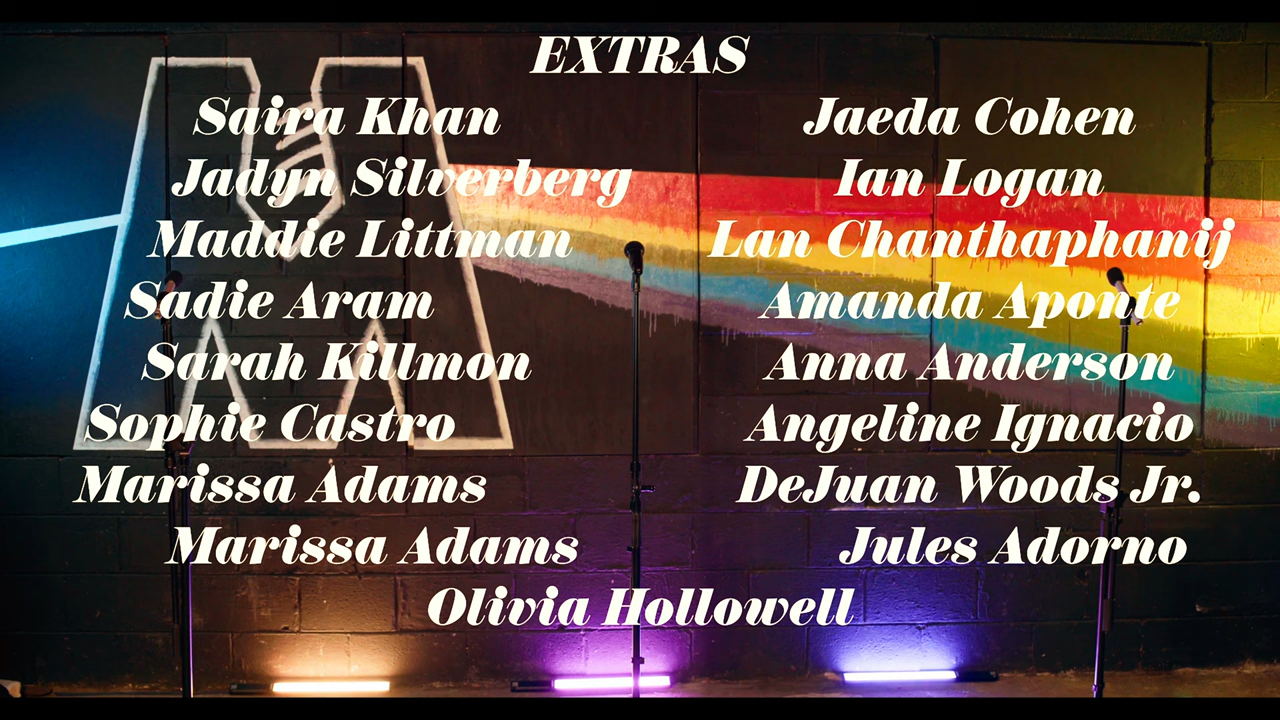 EXTRAS
Saira Khan
Jaeda Cohen
Jadyn Silverberg
Ian Logan
Maddie Littman
Lan Chanthaphanij
Sadie Aram
Amanda Aponte
Sarah Killmon
Anna Anderson
Sophie Castro
Angeline Ignacio
Marissa Adams
DeJuan Woods Jr.
Marissa Adams
Jules Adorno
Olivia Hollowell